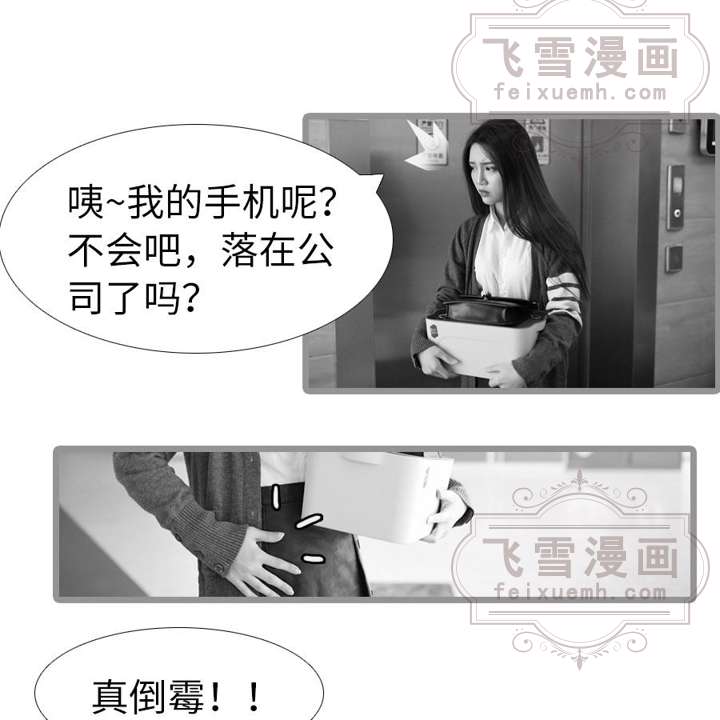 飞雪漫画
feixuemh.com
咦~我的手机呢?
不会吧，落在公
司了吗?
飞雪漫画
feixuemh.com
真倒霉！！